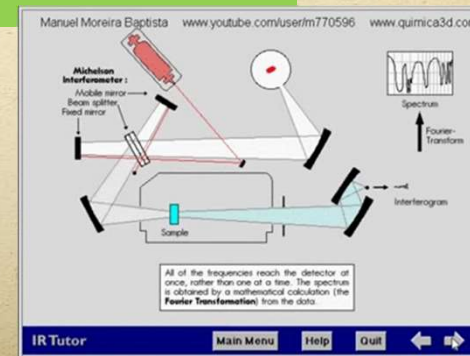 Manuel Moreira Baptista www.youtube.com/user/m770596 www.quimica3d.com
Michelson
Interferometer :
Mobile mirror
Beam splitter
Fixed mirror
Spectrum
Fourier-
Transform
Interferogram
Sample
All of the frequencies reach the detector at
once, rather than one at a time. The spectrum
is obtained by a mathematical calculation (the
Fourier Transformation) from the data.
IR Tutor
Main Menu
Help
Quit